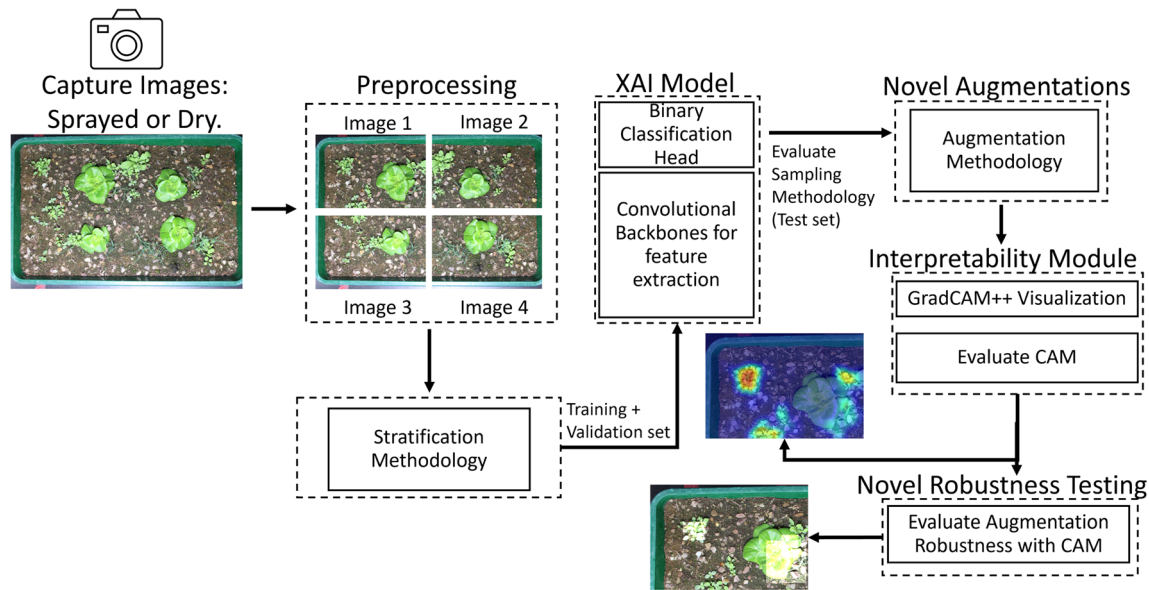 Capture Images:
Sprayed or Dry.
Preprocessing
Image 1
Image 2
Image 3
Image 4
Stratification
Methodology
Training +
Validation set
XAI Model
Binary
Classification
Head
Convolutional
Backbones for
feature
extraction
Evaluate
Sampling
Methodology
(Test set)
Novel Augmentations
Augmentation
Methodology
Interpretability Module
GradCAM++ Visualization
Evaluate CAM
Novel Robustness Testing
Evaluate Augmentation
Robustness with CAM